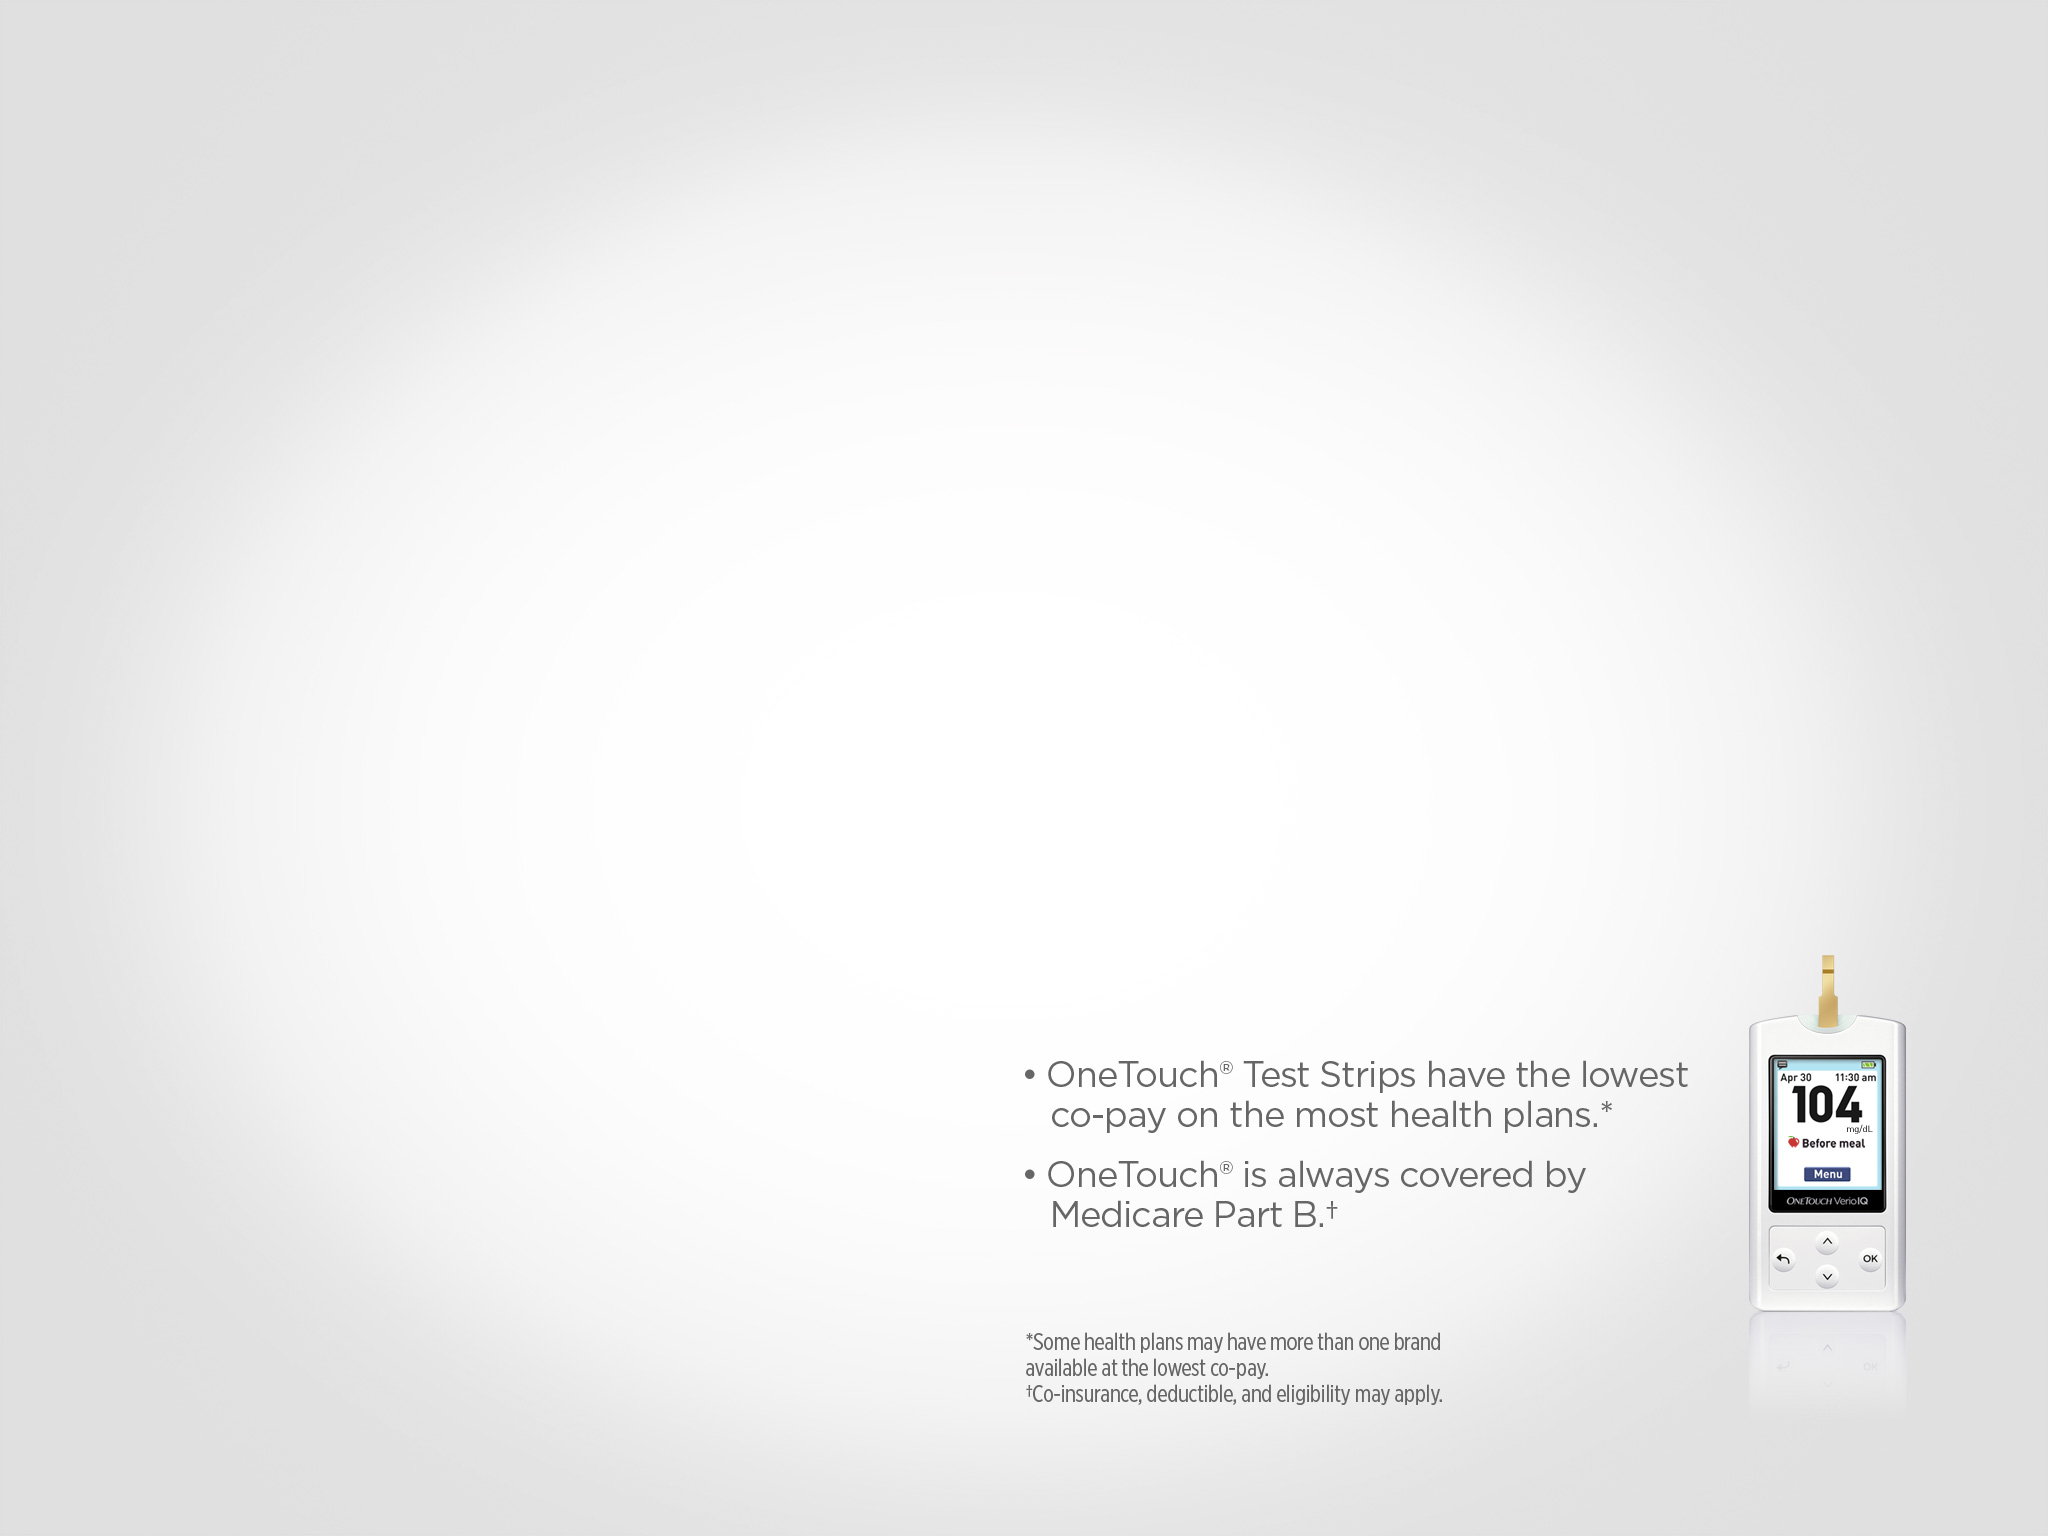 • OneTouch® Test Strips have the lowest
co-pay on the most health plans.*
• OneTouch® is always covered by
Medicare Part B.†
*Some health plans may have more than one brand
available at the lowest co-pay.
†Co-insurance, deductible, and eligibility may apply.
Apr 30 11:30 am
104
mg/dL
Before meal
Menu
ONETOUCH VerioIQ
OK